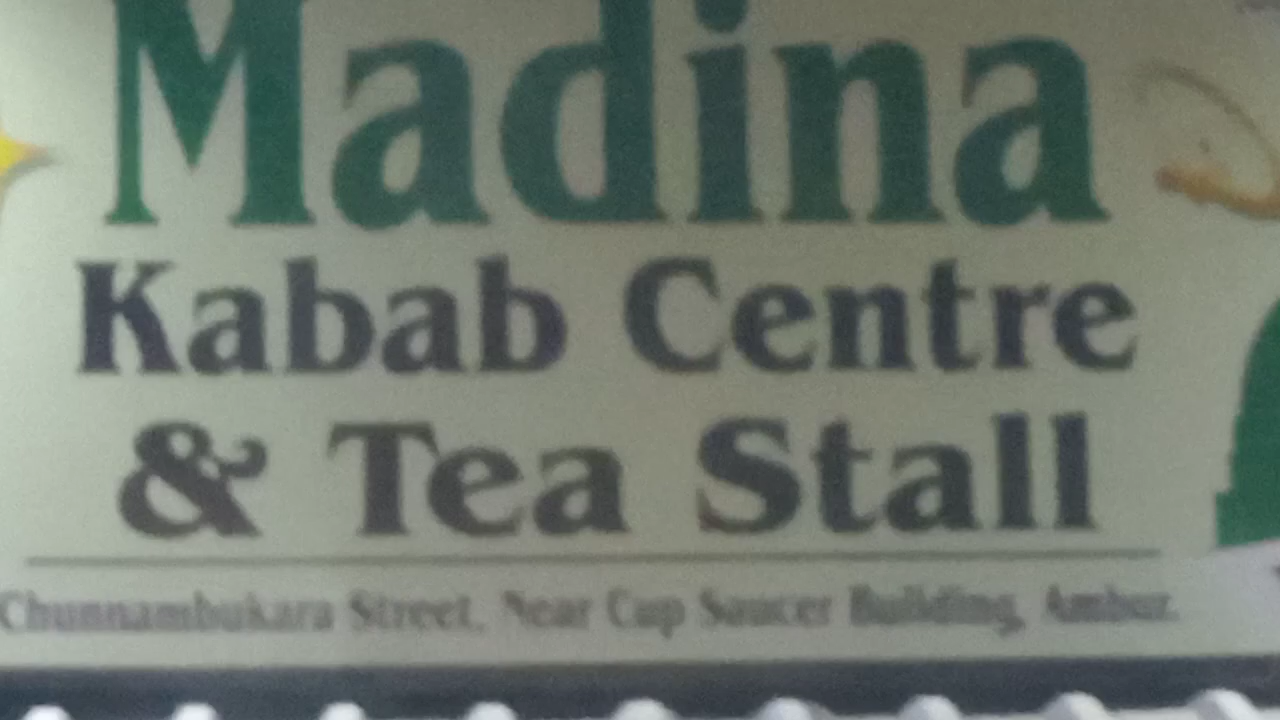 Madina
Kabab Centre
& Tea Stall
Chunnambukara Street, Near Cup Saucer Building, Ambur.